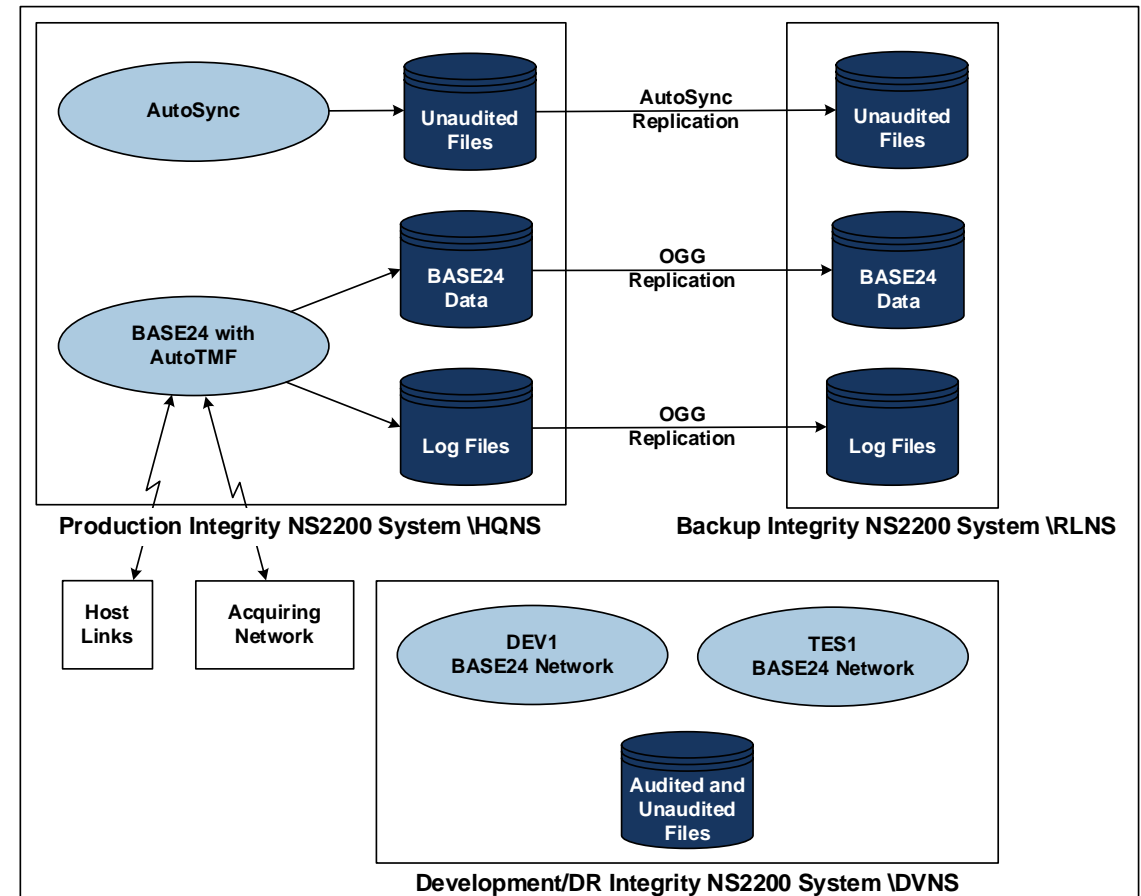 AutoSync
Unaudited
Files
AutoSync
Replication
Unaudited
Files
BASE24 with
AutoTMF
BASE24
Data
OGG
Replication
BASE24
Data
Log Files
OGG
Replication
Log Files
Production Integrity NS2200 System \HQNS
Backup Integrity NS2200 System \RLNS
Host
Links
Acquiring
Network
DEV1
BASE24 Network
TES1
BASE24 Network
Audited and
Unaudited
Files
Development/DR Integrity NS2200 System \DVNS